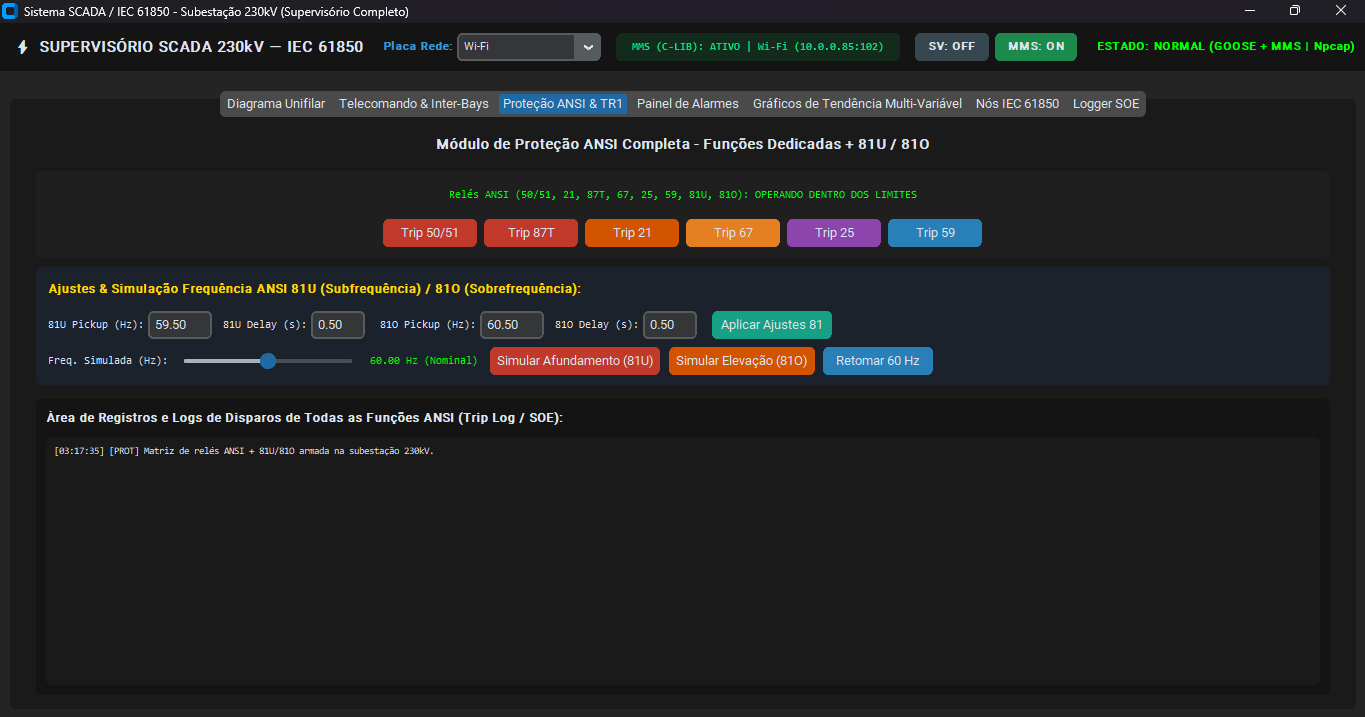 Sistema SCADA / IEC 61850 - Subestação 230kV (Supervisório Completo)
SUPERVISÓRIO SCADA 230kV — IEC 61850 Placa Rede: Wi-Fi MMS (C-LIB): ATIVO | Wi-Fi (10.0.0.85:102) SV: OFF MMS: ON ESTADO: NORMAL (GOOSE + MMS | Npcap)
Diagrama Unifilar Telecomando & Inter-Bays Proteção ANSI & TR1 Painel de Alarmes Gráficos de Tendência Multi-Variável Nós IEC 61850 Logger SOE
Módulo de Proteção ANSI Completa - Funções Dedicadas + 81U / 81O
Relés ANSI (50/51, 21, 87T, 67, 25, 59, 81U, 81O): OPERANDO DENTRO DOS LIMITES
Trip 50/51 Trip 87T Trip 21 Trip 67 Trip 25 Trip 59
Ajustes & Simulação Frequência ANSI 81U (Subfrequência) / 81O (Sobrefrequência):
81U Pickup (Hz): 59.50 81U Delay (s): 0.50 81O Pickup (Hz): 60.50 81O Delay (s): 0.50 Aplicar Ajustes 81
Freq. Simulada (Hz): 60.00 Hz (Nominal) Simular Afundamento (81U) Simular Elevação (81O) Retomar 60 Hz
Área de Registros e Logs de Disparos de Todas as Funções ANSI (Trip Log / SOE):
[03:17:35] [PROT] Matriz de relés ANSI + 81U/81O armada na subestação 230kV.